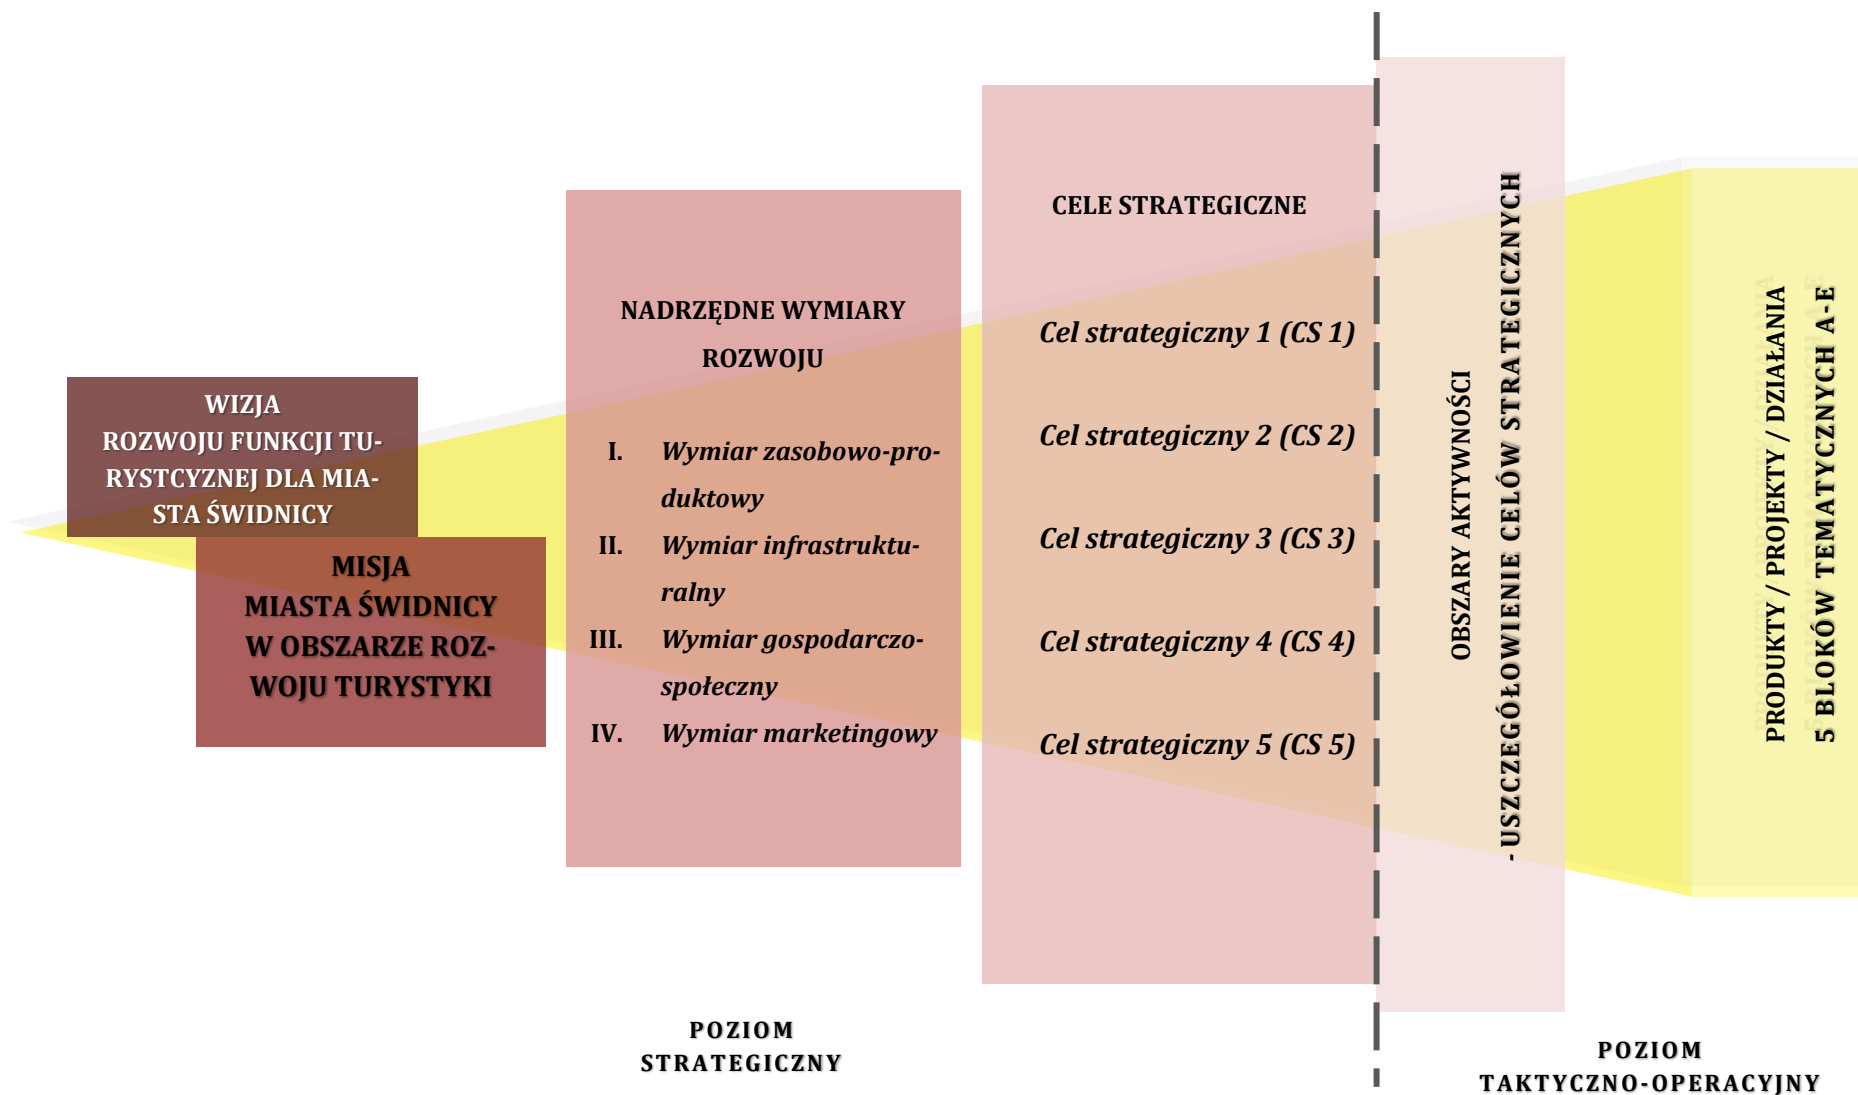 WIZJA
ROZWOJU FUNKCJI TU-
RYSTCYZNEJ DLA MIA-
STA ŚWIDNICY
MISJA
MIASTA ŚWIDNICY
W OBSZARZE ROZ-
WOJU TURYSTYKI
NADRZĘDNE WYMIARY
ROZWOJU
I. Wymiar zasobowo-pro-
duktowy
II. Wymiar infrastruktu-
ralny
III. Wymiar gospodarczo-
społeczny
IV. Wymiar marketingowy
CELE STRATEGICZNE
Cel strategiczny 1 (CS 1)
Cel strategiczny 2 (CS 2)
Cel strategiczny 3 (CS 3)
Cel strategiczny 4 (CS 4)
Cel strategiczny 5 (CS 5)
OBSZARY AKTYWNOŚCI
- USZCZEGÓŁOWIENIE CELÓW STRATEGICZNYCH
PRODUKTY / PROJEKTY / DZIAŁANIA
5 BLOKÓW TEMATYCZNYCH A-E
POZIOM
STRATEGICZNY
POZIOM
TAKTYCZNO-OPERACYJNY